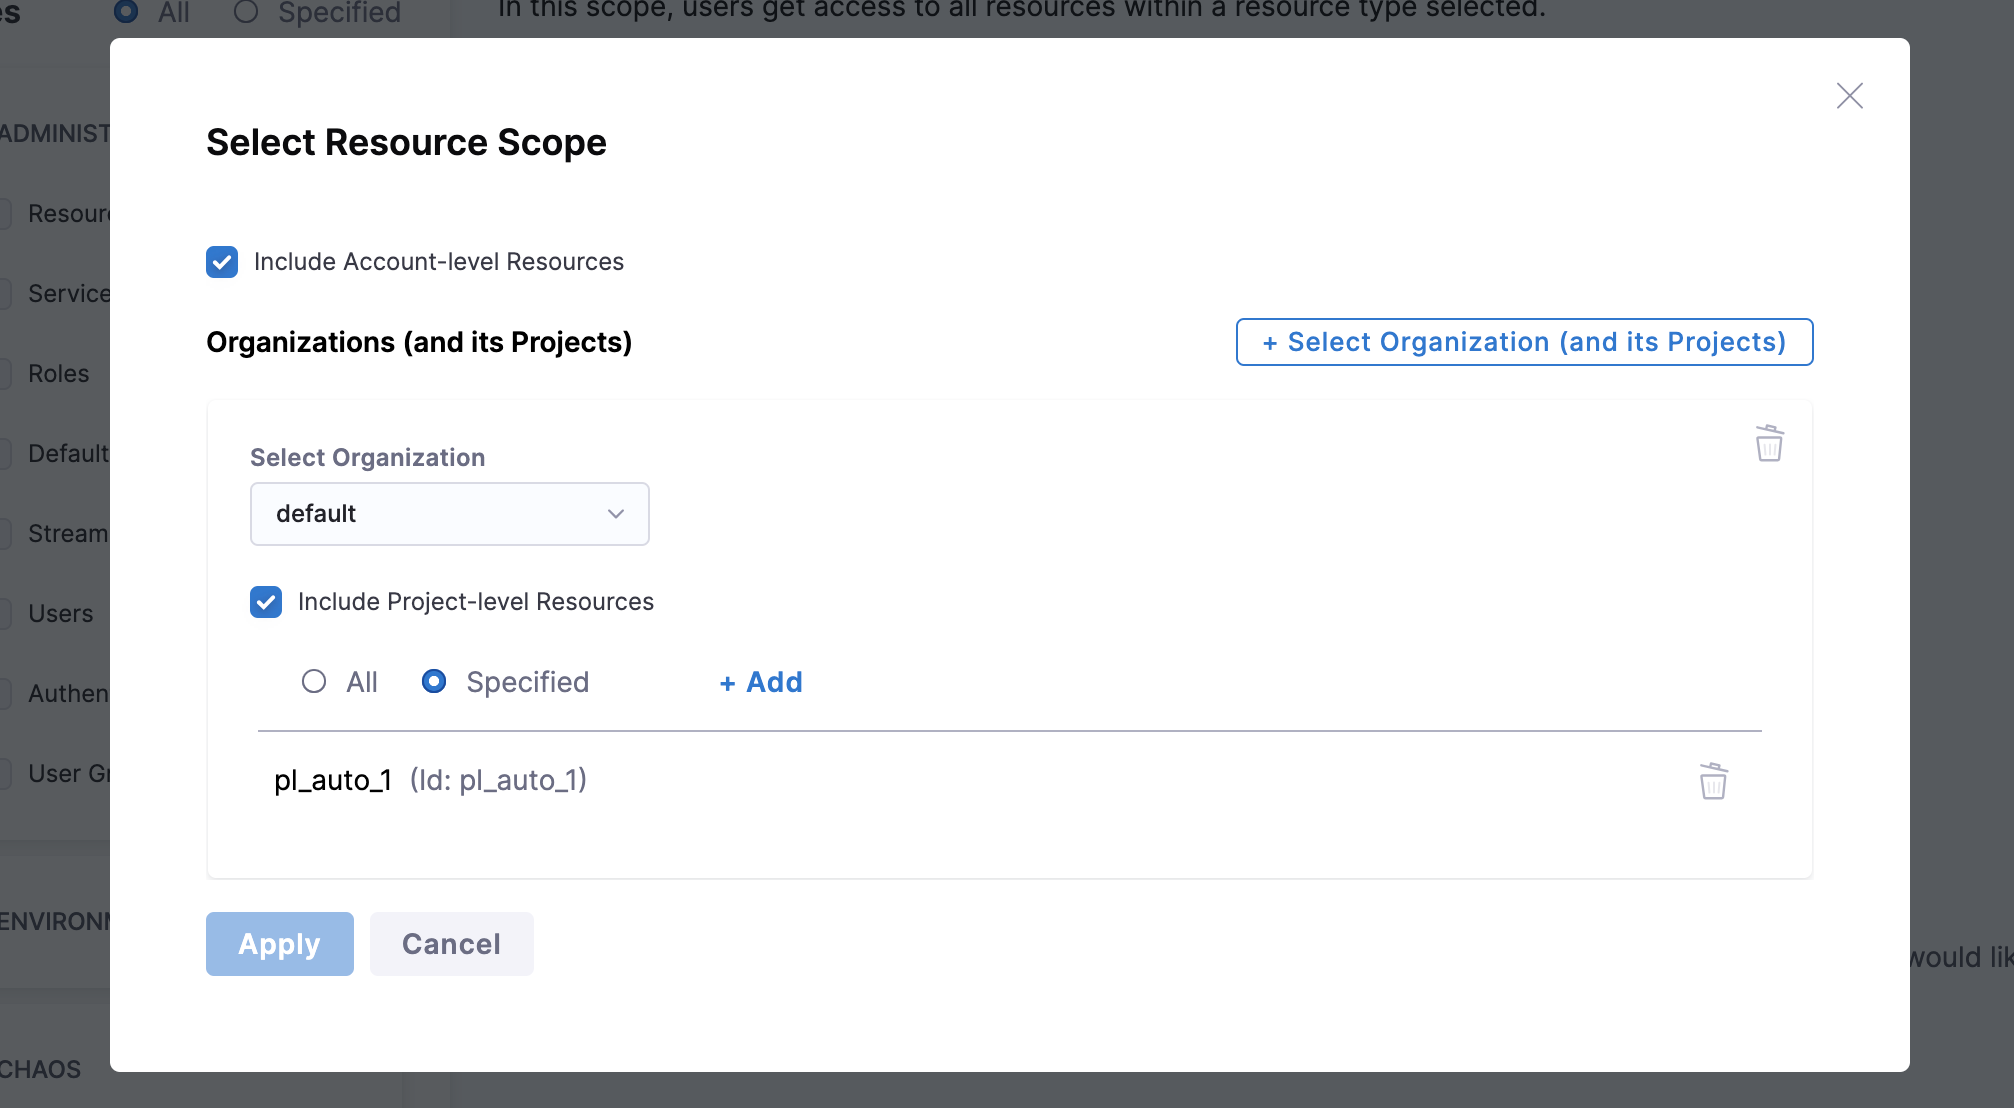 All Specified
In this scope, users get access to all resources within a resource type selected.
Select Resource Scope
Include Account-level Resources
Organizations (and its Projects)
+ Select Organization (and its Projects)
Select Organization
default
Include Project-level Resources
All Specified + Add
pl_auto_1 (Id: pl_auto_1)
Apply Cancel
ADMINIST
Resour
Service
Roles
Default
Stream
Users
Authen
User Gr
ENVIRON
CHAOS
would lik